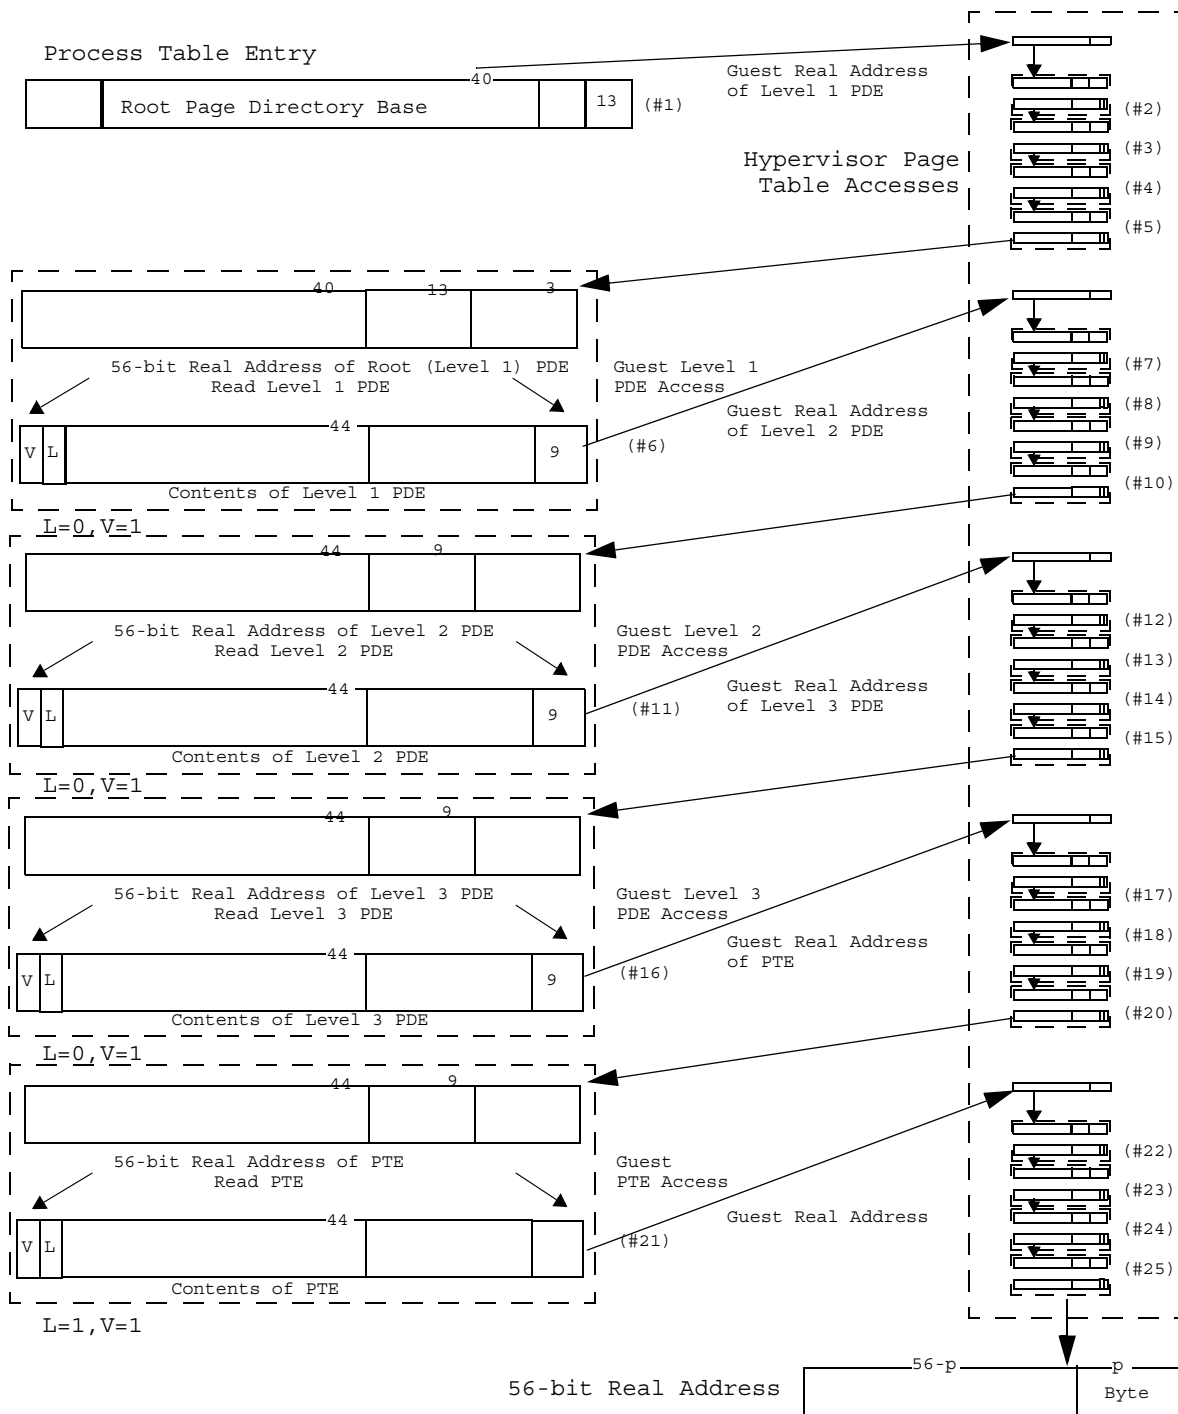 Process Table Entry
40
Root Page Directory Base
13
(#1)
Guest Real Address
of Level 1 PDE
(#2)
(#3)
Hypervisor Page
Table Accesses
(#4)
(#5)
40
13
3
56-bit Real Address of Root (Level 1) PDE
Read Level 1 PDE
Guest Level 1
PDE Access
(#7)
(#8)
Guest Real Address
of Level 2 PDE
44
V
L
9
(#6)
(#9)
(#10)
Contents of Level 1 PDE
L=0,V=1
44
9
56-bit Real Address of Level 2 PDE
Read Level 2 PDE
Guest Level 2
PDE Access
(#12)
(#13)
Guest Real Address
of Level 3 PDE
44
V
L
9
(#11)
(#14)
(#15)
Contents of Level 2 PDE
L=0,V=1
44
9
56-bit Real Address of Level 3 PDE
Read Level 3 PDE
Guest Level 3
PDE Access
(#17)
(#18)
Guest Real Address
of PTE
44
V
L
9
(#16)
(#19)
(#20)
Contents of Level 3 PDE
L=0,V=1
44
9
56-bit Real Address of PTE
Read PTE
Guest
PTE Access
(#22)
(#23)
Guest Real Address
44
V
L
(#21)
(#24)
(#25)
Contents of PTE
L=1,V=1
56-bit Real Address
56-p
p
Byte